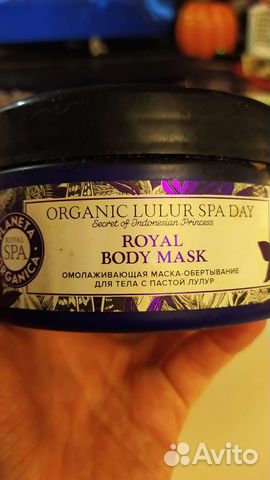 ORGANIC LULUR SPA DAY
Secret of Indonesian Princess
ROYAL
BODY MASK
ОМОЛАЖИВАЮЩАЯ МАСКА-ОБЕРТЫВАНИЕ
ДЛЯ ТЕЛА С ПАСТОЙ ЛУЛУР
PLANETA
ROYAL
SPA
ORGANICA
Avito